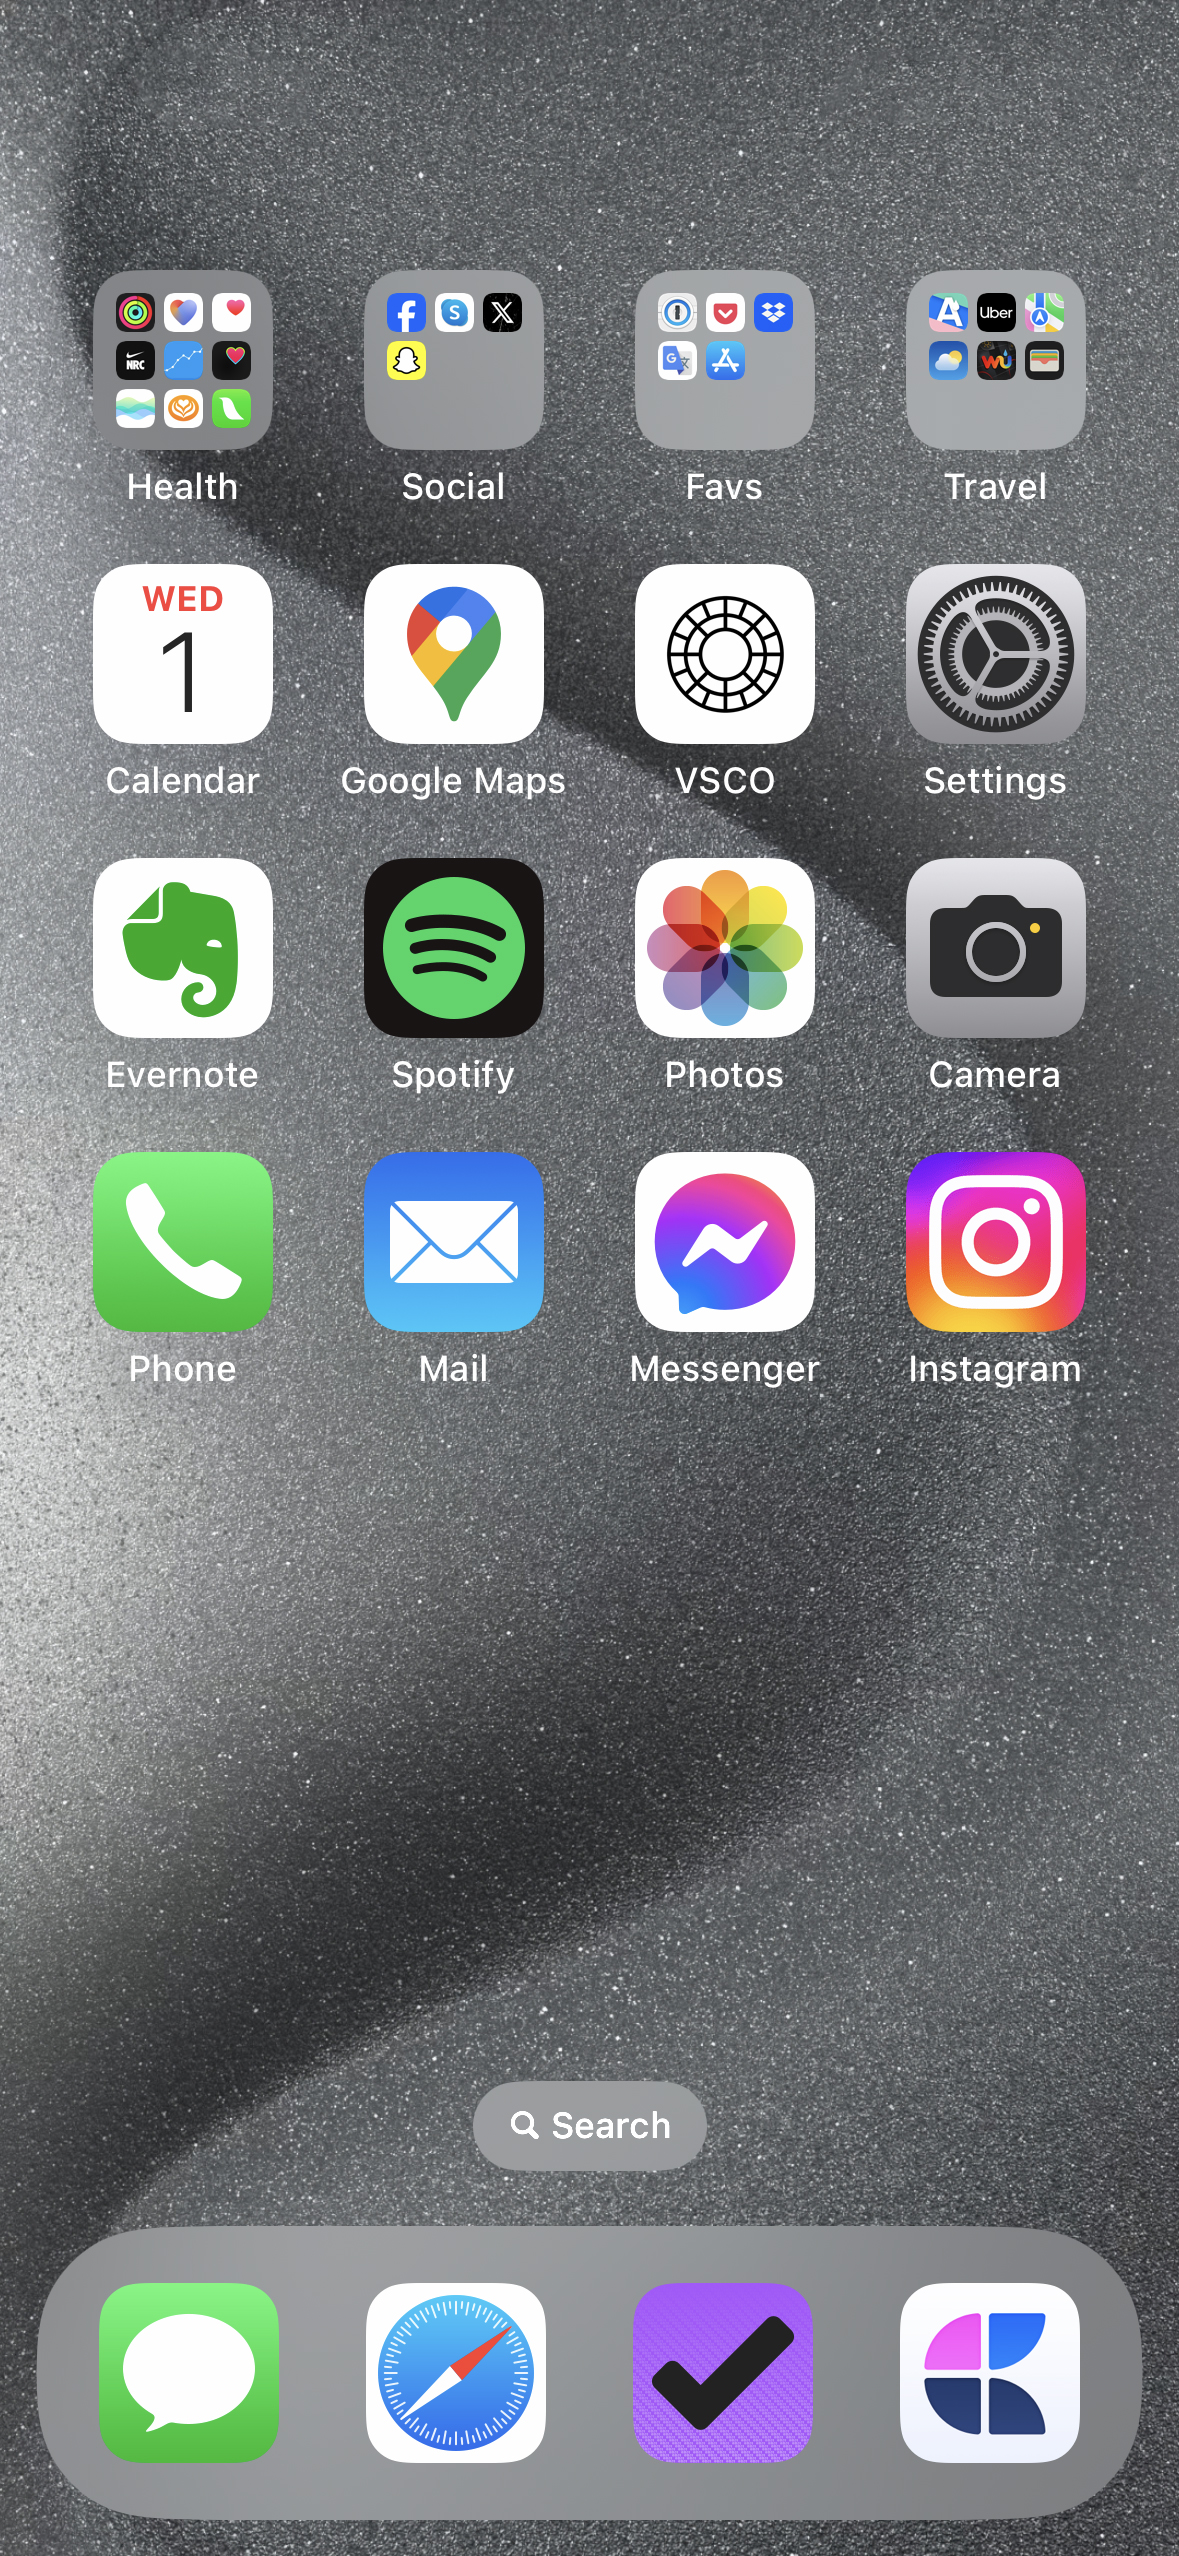 NRC
Uber
WU
Health
Social
Favs
Travel
WED
1
Calendar
Google Maps
VSCO
Settings
Evernote
Spotify
Photos
Camera
Phone
Mail
Messenger
Instagram
Search